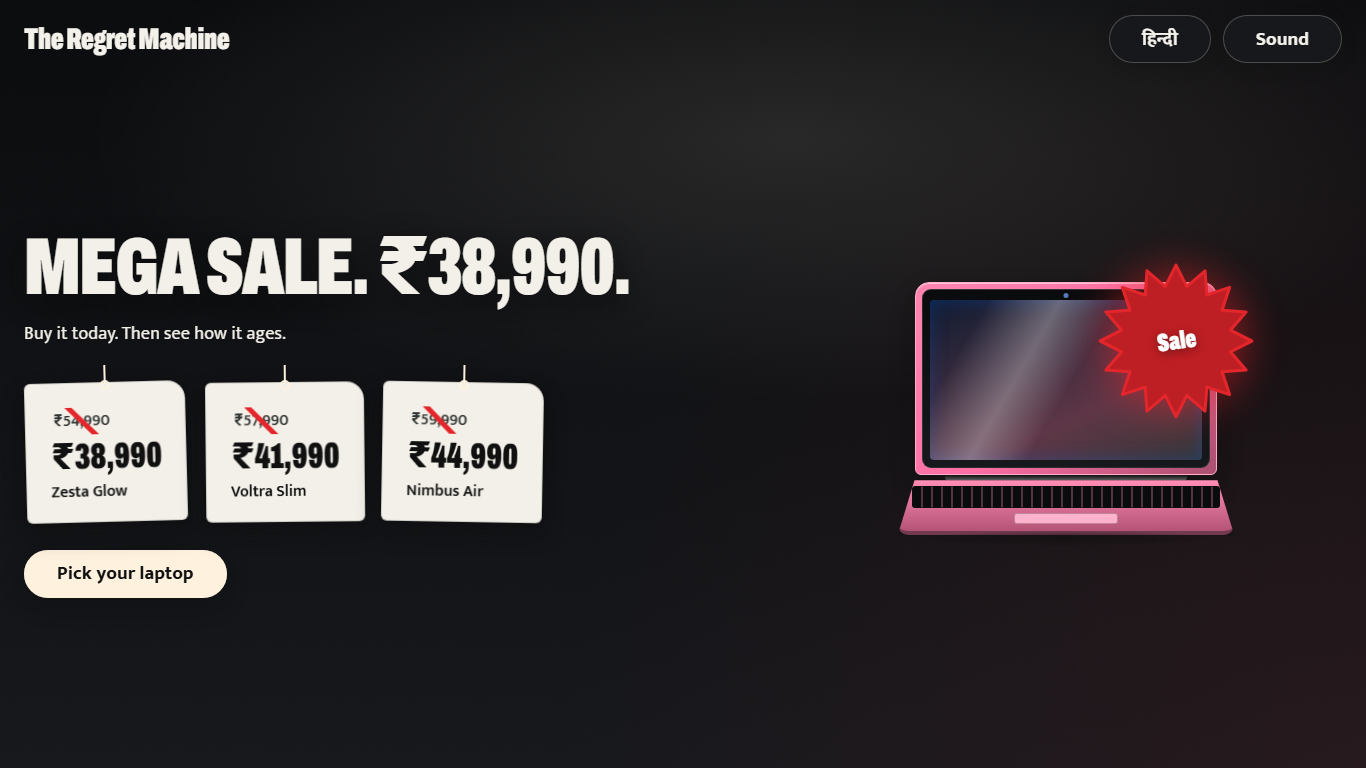 The Regret Machine
हिन्दी
Sound
MEGA SALE. ₹38,990.
Buy it today. Then see how it ages.
₹54,990
₹38,990
Zesta Glow
₹57,990
₹41,990
Voltra Slim
₹59,990
₹44,990
Nimbus Air
Sale
Pick your laptop